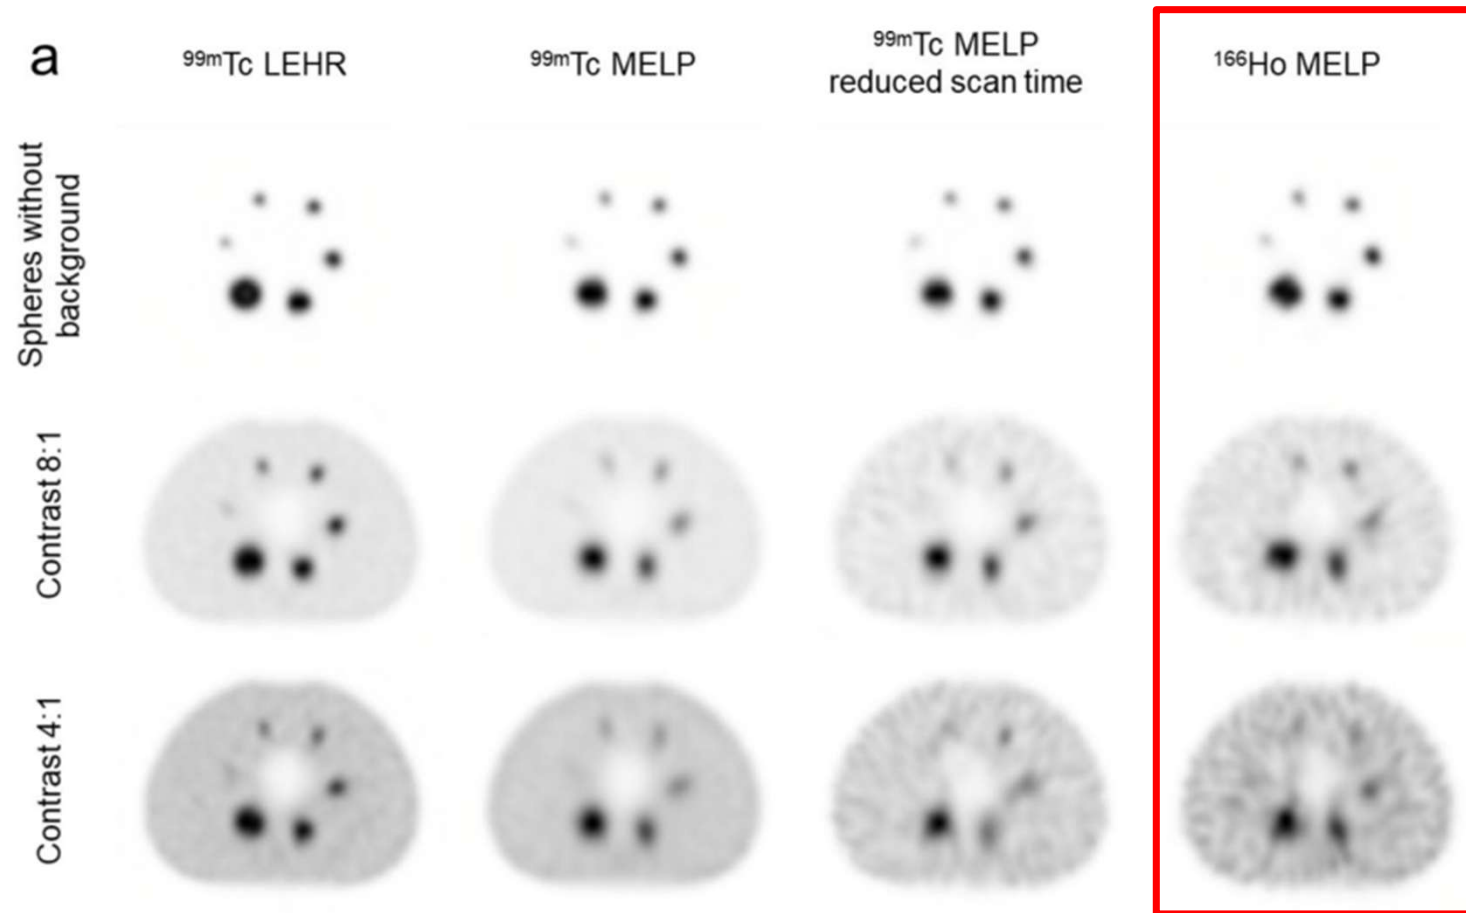 a
⁹⁹ᵐTc LEHR
⁹⁹ᵐTc MELP
⁹⁹ᵐTc MELP
reduced scan time
¹⁶⁶Ho MELP
Spheres without
background
Contrast 8:1
Contrast 4:1